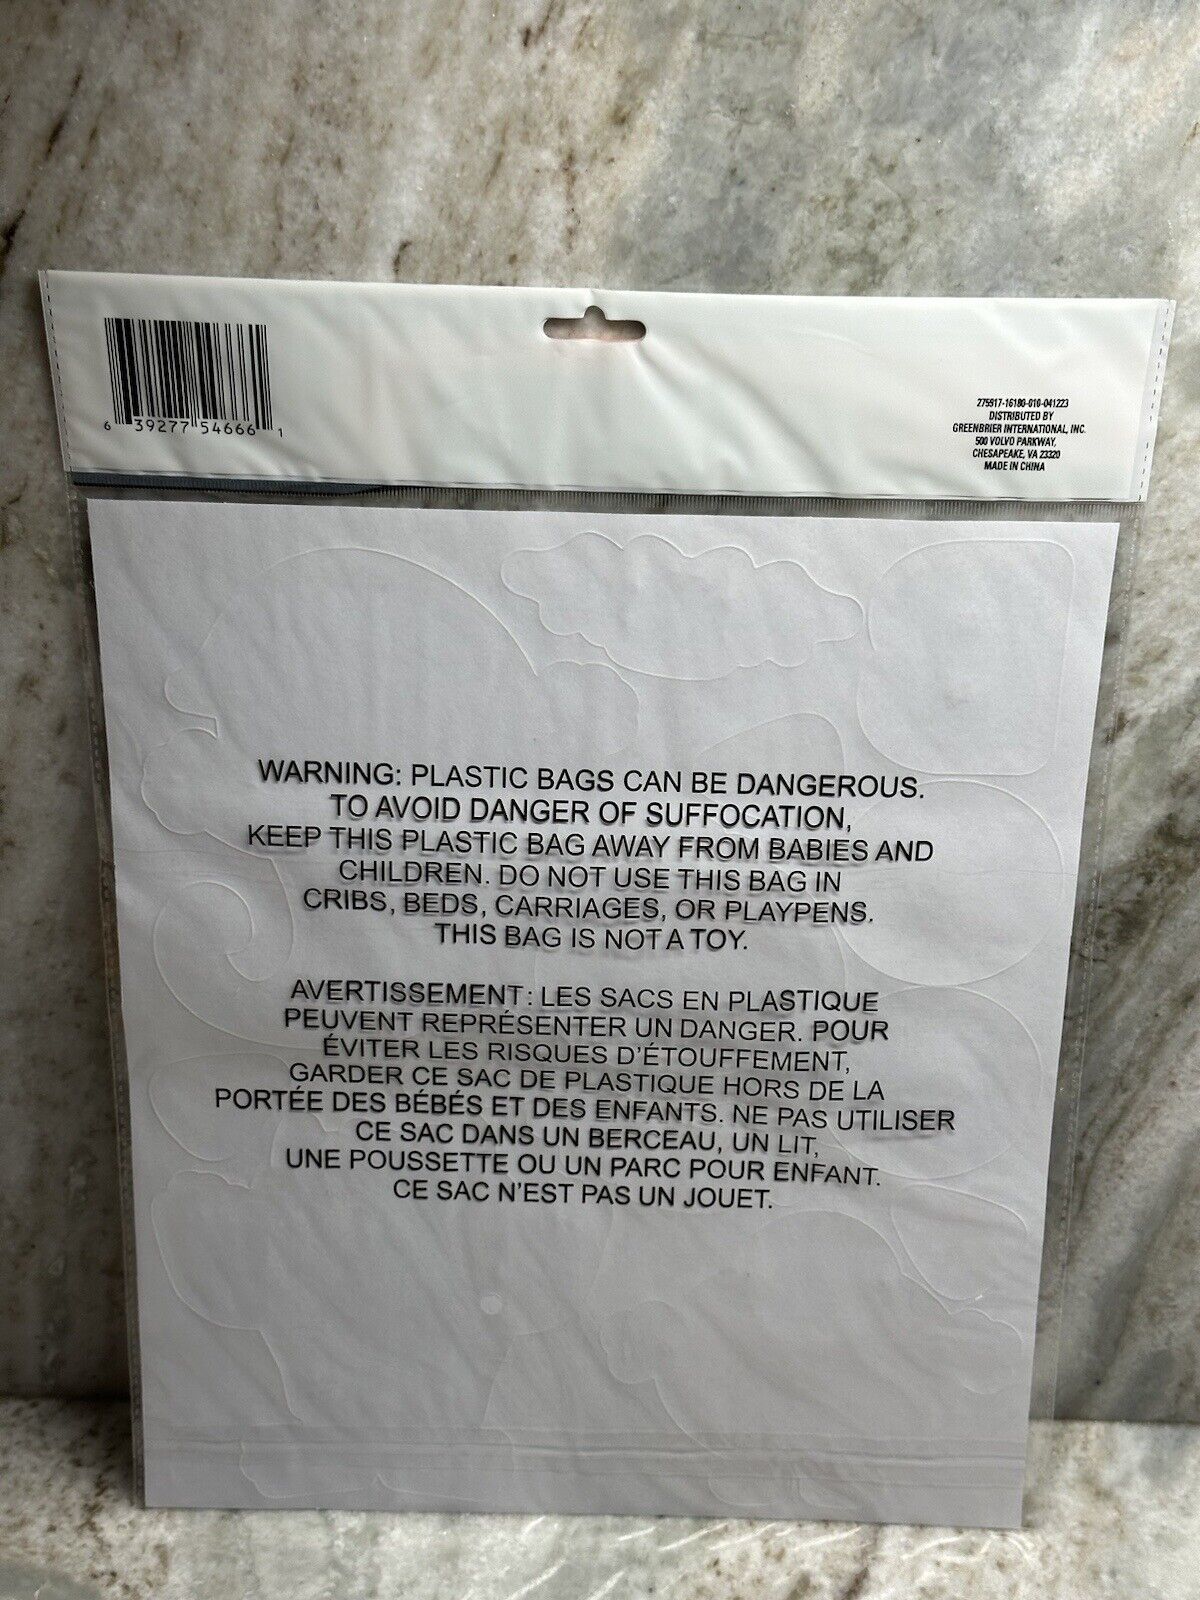 6 39277 54666 1
275917-16180-010-041223
DISTRIBUTED BY
GREENBRIER INTERNATIONAL, INC.
500 VOLVO PARKWAY,
CHESAPEAKE, VA 23320
MADE IN CHINA
WARNING: PLASTIC BAGS CAN BE DANGEROUS.
TO AVOID DANGER OF SUFFOCATION,
KEEP THIS PLASTIC BAG AWAY FROM BABIES AND
CHILDREN. DO NOT USE THIS BAG IN
CRIBS, BEDS, CARRIAGES, OR PLAYPENS.
THIS BAG IS NOT A TOY.
AVERTISSEMENT : LES SACS EN PLASTIQUE
PEUVENT REPRÉSENTER UN DANGER. POUR
ÉVITER LES RISQUES D'ÉTOUFFEMENT,
GARDER CE SAC DE PLASTIQUE HORS DE LA
PORTÉE DES BÉBÉS ET DES ENFANTS. NE PAS UTILISER
CE SAC DANS UN BERCEAU, UN LIT,
UNE POUSSETTE OU UN PARC POUR ENFANT.
CE SAC N'EST PAS UN JOUET.